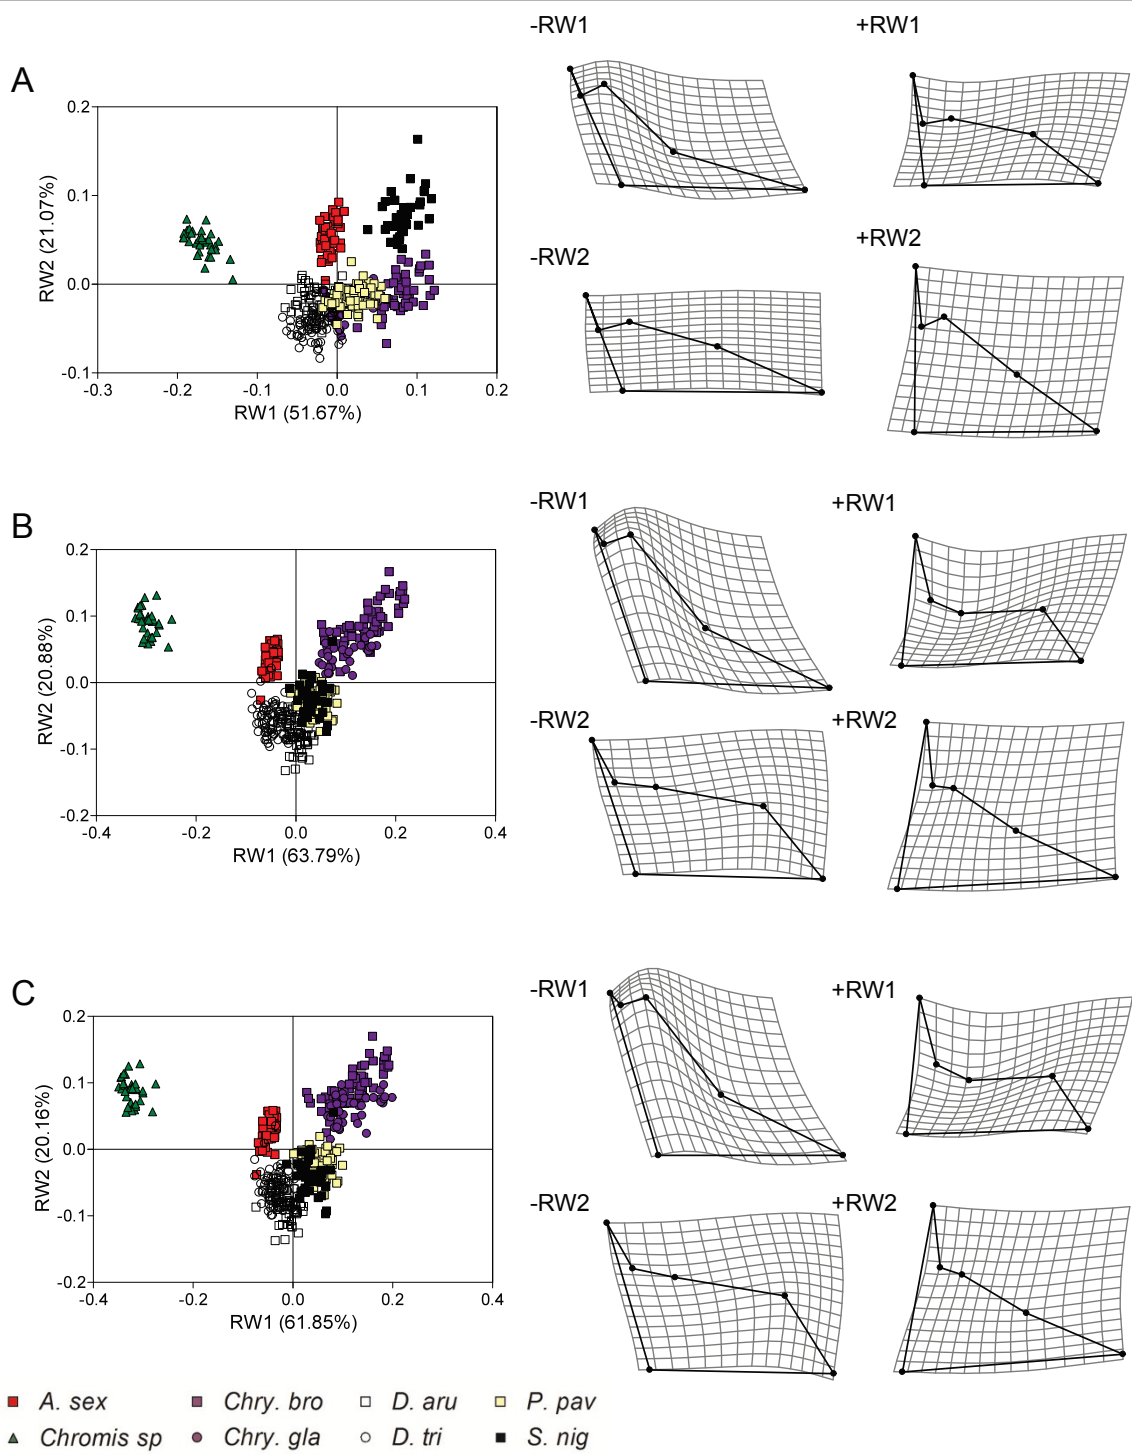 -RW1
+RW1
A
0.2
0.1
0.0
-0.1
RW2 (21.07%)
-0.3
-0.2
-0.1
0.0
0.1
0.2
RW1 (51.67%)
-RW2
+RW2
-RW1
+RW1
B
0.2
0.1
0.0
-0.1
-0.2
RW2 (20.88%)
-0.4
-0.2
0.0
0.2
0.4
RW1 (63.79%)
-RW2
+RW2
-RW1
+RW1
C
0.2
0.1
0.0
-0.1
-0.2
RW2 (20.16%)
-0.4
-0.2
0.0
0.2
0.4
RW1 (61.85%)
-RW2
+RW2
A. sex
Chry. bro
D. aru
P. pav
Chromis sp
Chry. gla
D. tri
S. nig